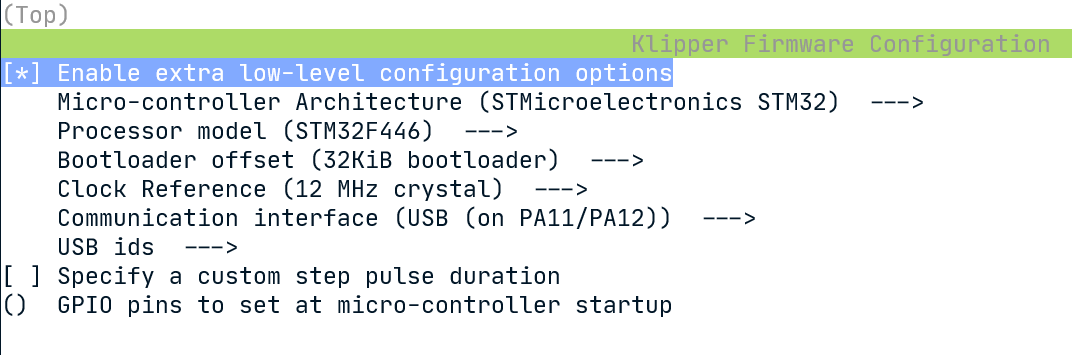 (Top)
Klipper Firmware Configuration
[*] Enable extra low-level configuration options
    Micro-controller Architecture (STMicroelectronics STM32)  --->
    Processor model (STM32F446)  --->
    Bootloader offset (32KiB bootloader)  --->
    Clock Reference (12 MHz crystal)  --->
    Communication interface (USB (on PA11/PA12))  --->
    USB ids  --->
[ ] Specify a custom step pulse duration
()  GPIO pins to set at micro-controller startup